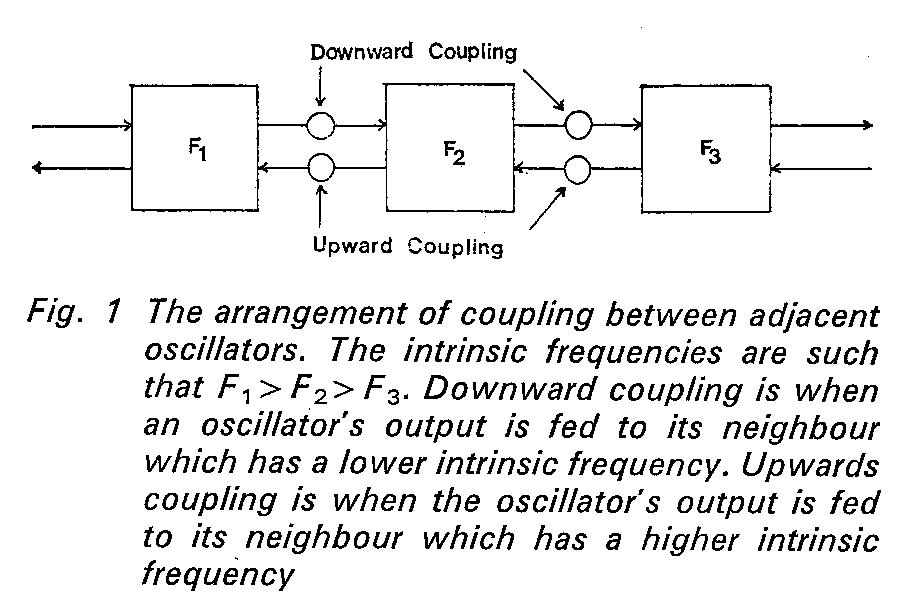 Downward Coupling
F1
F2
F3
Upward Coupling
Fig. 1 The arrangement of coupling between adjacent
oscillators. The intrinsic frequencies are such
that F1 > F2 > F3. Downward coupling is when
an oscillator's output is fed to its neighbour
which has a lower intrinsic frequency. Upwards
coupling is when the oscillator's output is fed
to its neighbour which has a higher intrinsic
frequency